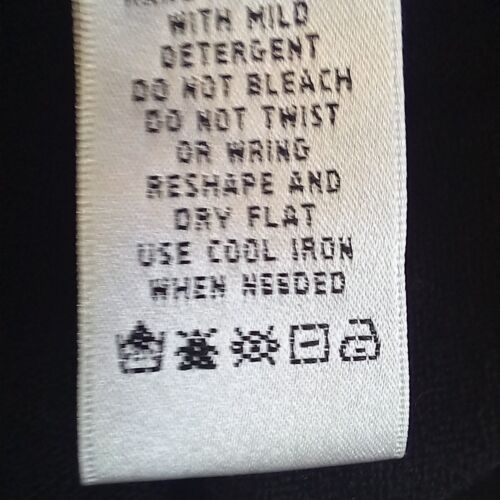 WITH MILD
DETERGENT
DO NOT BLEACH
DO NOT TWIST
OR WRING
RESHAPE AND
DRY FLAT
USE COOL IRON
WHEN NEEDED